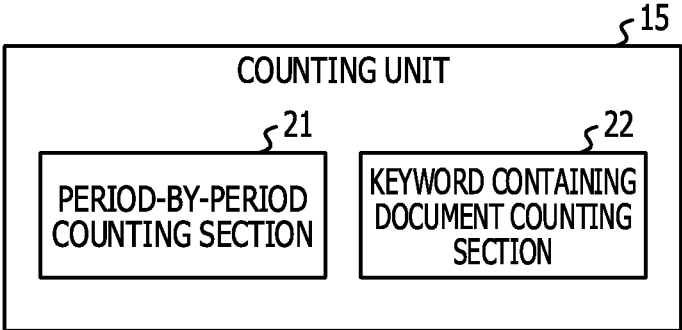 15
COUNTING UNIT
21
PERIOD-BY-PERIOD
COUNTING SECTION
22
KEYWORD CONTAINING
DOCUMENT COUNTING
SECTION